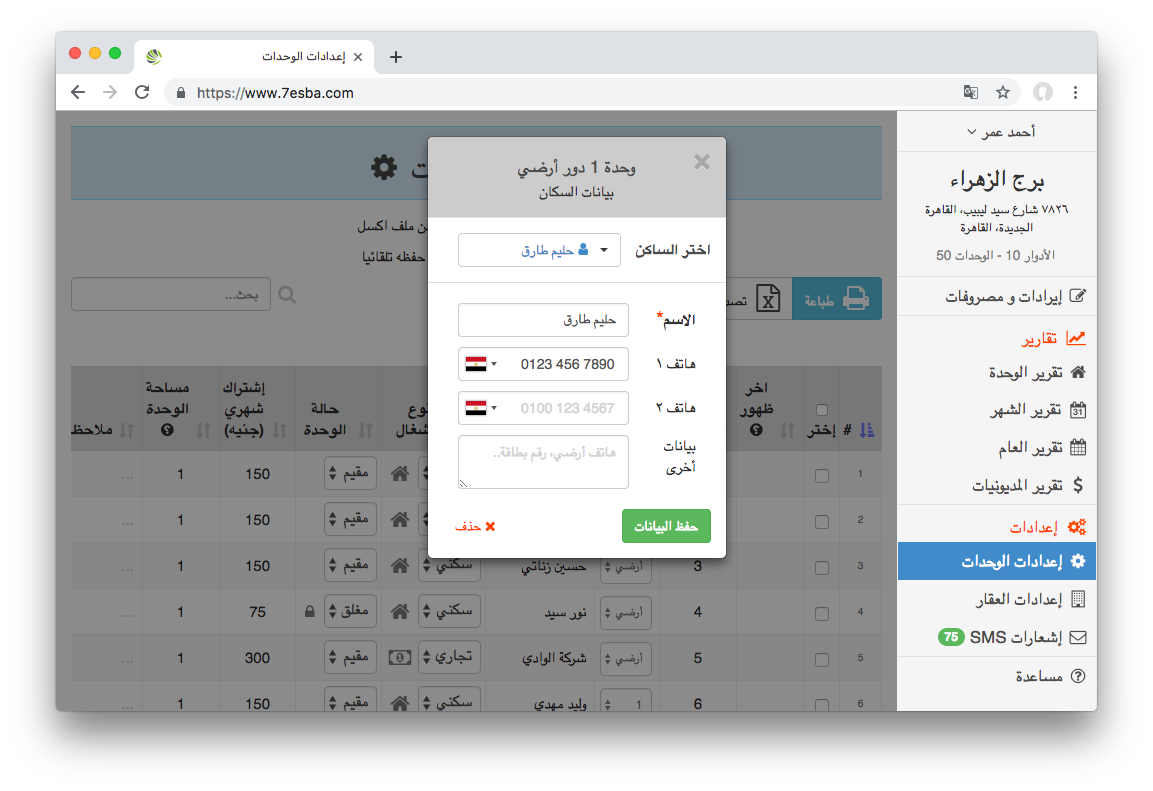 إعدادات الوحدات
https://www.7esba.com
أحمد عمر
برج الزهراء
٧٨٢٦ شارع سيد لبيب، القاهرة
الجديدة، القاهرة
الأدوار 10 - الوحدات 50
إيرادات و مصروفات
تقارير
تقرير الوحدة
تقرير الشهر
تقرير العام
تقرير المديونيات
إعدادات
إعدادات الوحدات
إعدادات العقار
إشعارات SMS 75
مساعدة
وحدة 1 دور أرضي
بيانات السكان
اختر الساكن
حليم طارق
الاسم*
حليم طارق
هاتف ١
0123 456 7890
هاتف ٢
0100 123 4567
بيانات أخرى
هاتف أرضي، رقم بطاقة..
حفظ البيانات
حذف
ملف اكسل
حفظه تلقائيا
طباعة
بحث...
# إختر
اخر ظهور
حالة الوحدة
إشتراك شهري (جنيه)
مساحة الوحدة
1 مقيم 150 1 ...
2 مقيم 150 1 ...
3 3 أرضي حسين زناتي سكني مقيم 150 1 ...
4 4 أرضي نور سيد سكني مغلق 75 1 ...
5 5 أرضي شركة الوادي تجاري مقيم 300 1 ...
6 6 1 وليد مهدي سكني مقيم 150 1 ...